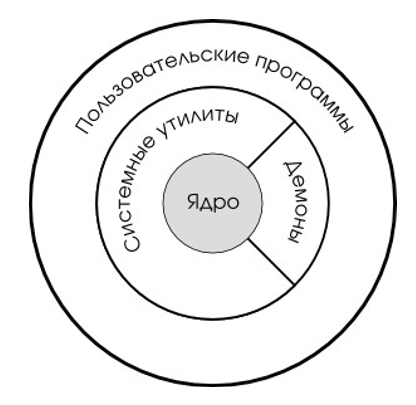 Пользовательские программы
Системные утилиты
Демоны
Ядро